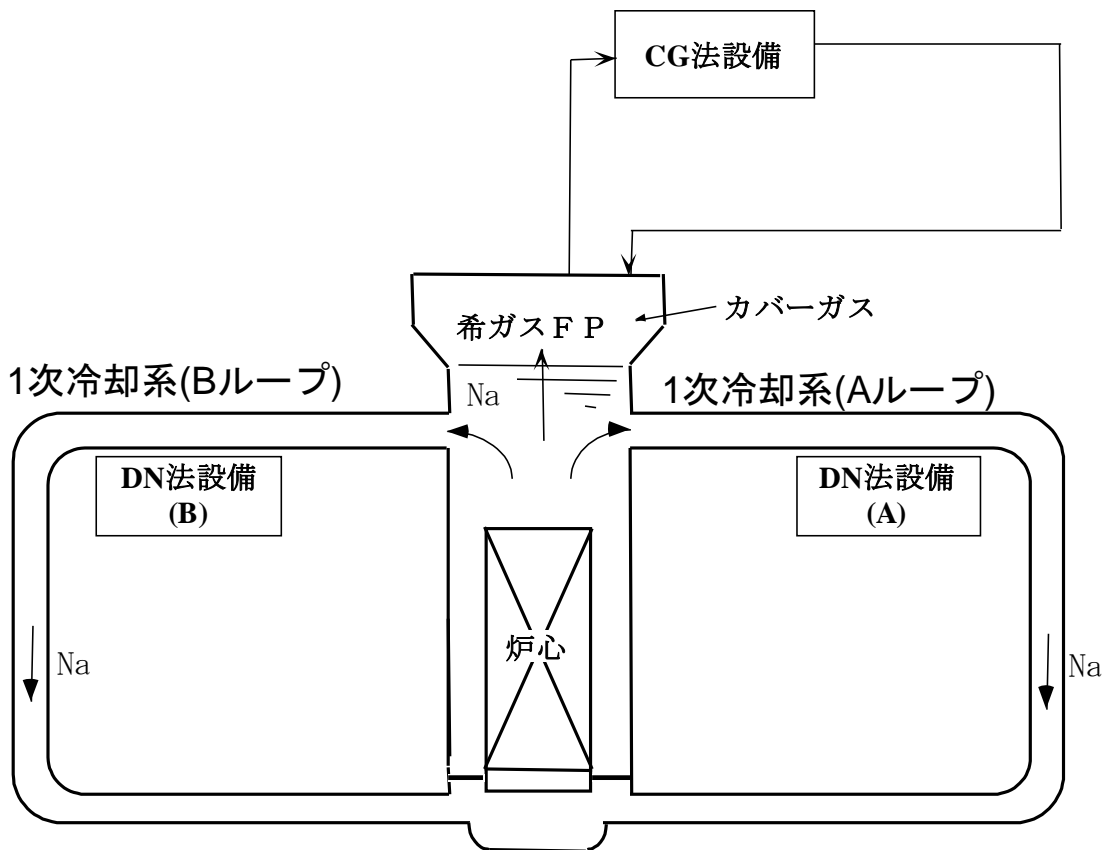 CG法設備
カバーガス
希ガスＦＰ
1次冷却系(Bループ)
Na
1次冷却系(Aループ)
DN法設備
(B)
DN法設備
(A)
炉心
Na
Na